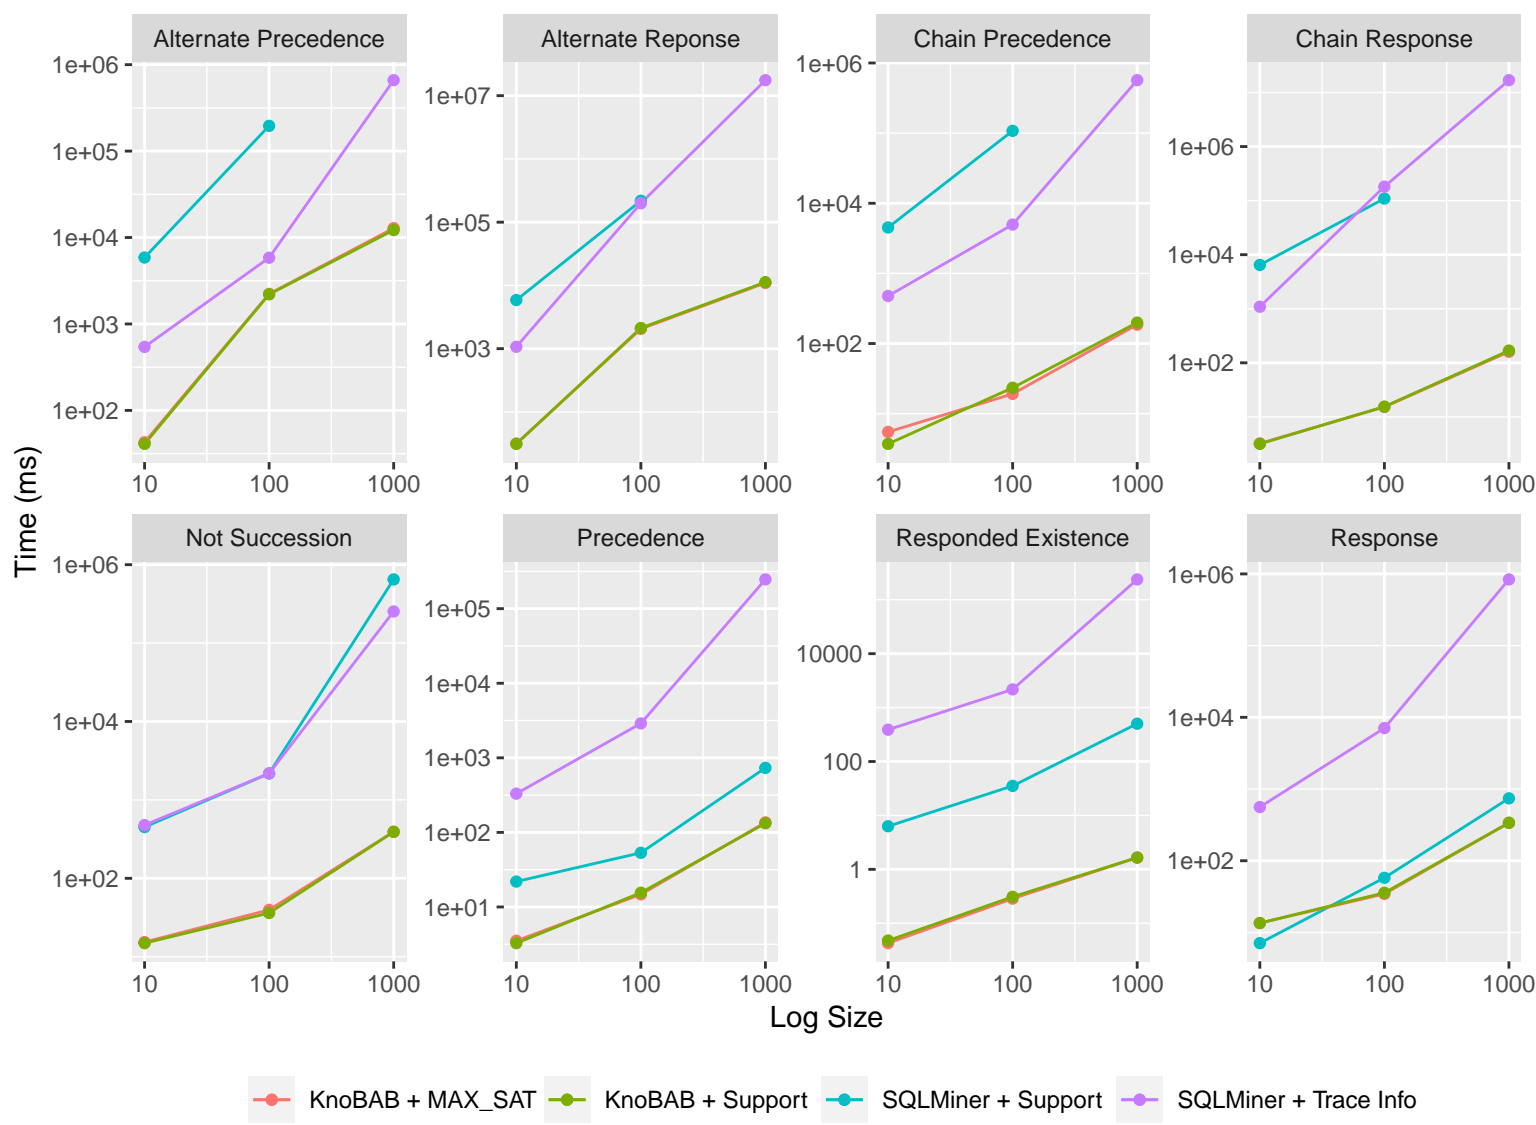 Alternate Precedence
Alternate Reponse
Chain Precedence
Chain Response
1e+06
1e+05
1e+04
1e+03
1e+02
1e+07
1e+05
1e+03
1e+06
1e+04
1e+02
1e+06
1e+04
1e+02
10 100 1000
10 100 1000
10 100 1000
10 100 1000
Time (ms)
Not Succession
Precedence
Responded Existence
Response
1e+06
1e+04
1e+02
1e+05
1e+04
1e+03
1e+02
1e+01
10000
100
1
1e+06
1e+04
1e+02
10 100 1000
10 100 1000
10 100 1000
10 100 1000
Log Size
KnoBAB + MAX_SAT KnoBAB + Support SQLMiner + Support SQLMiner + Trace Info